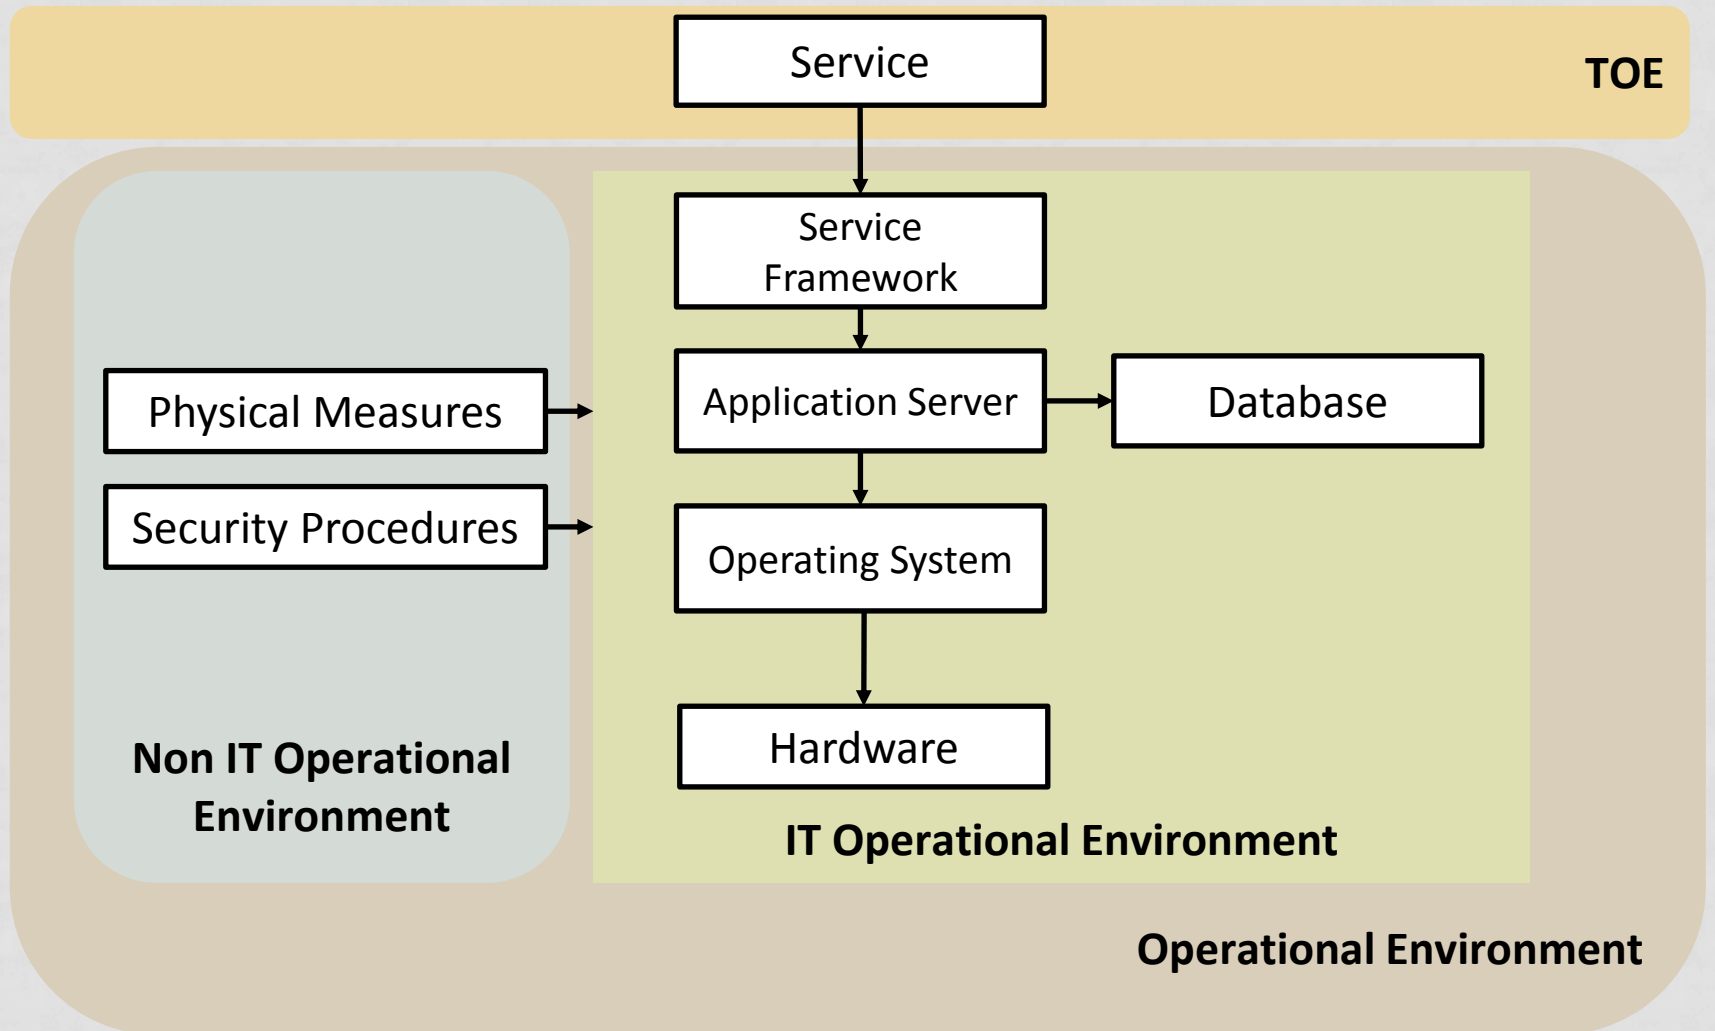 Service
TOE
Service
Framework
Application Server
Database
Physical Measures
Security Procedures
Operating System
Hardware
Non IT Operational
Environment
IT Operational Environment
Operational Environment